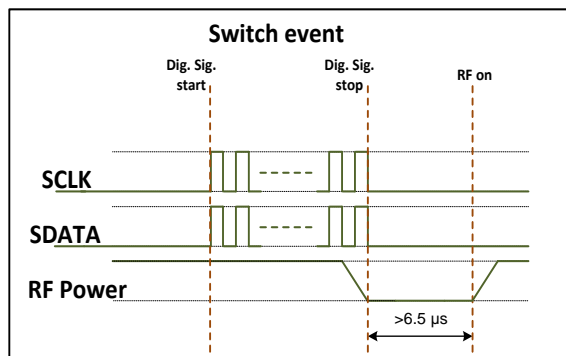 Switch event
Dig. Sig.
start
Dig. Sig.
stop
RF on
SCLK
SDATA
RF Power
>6.5 µs